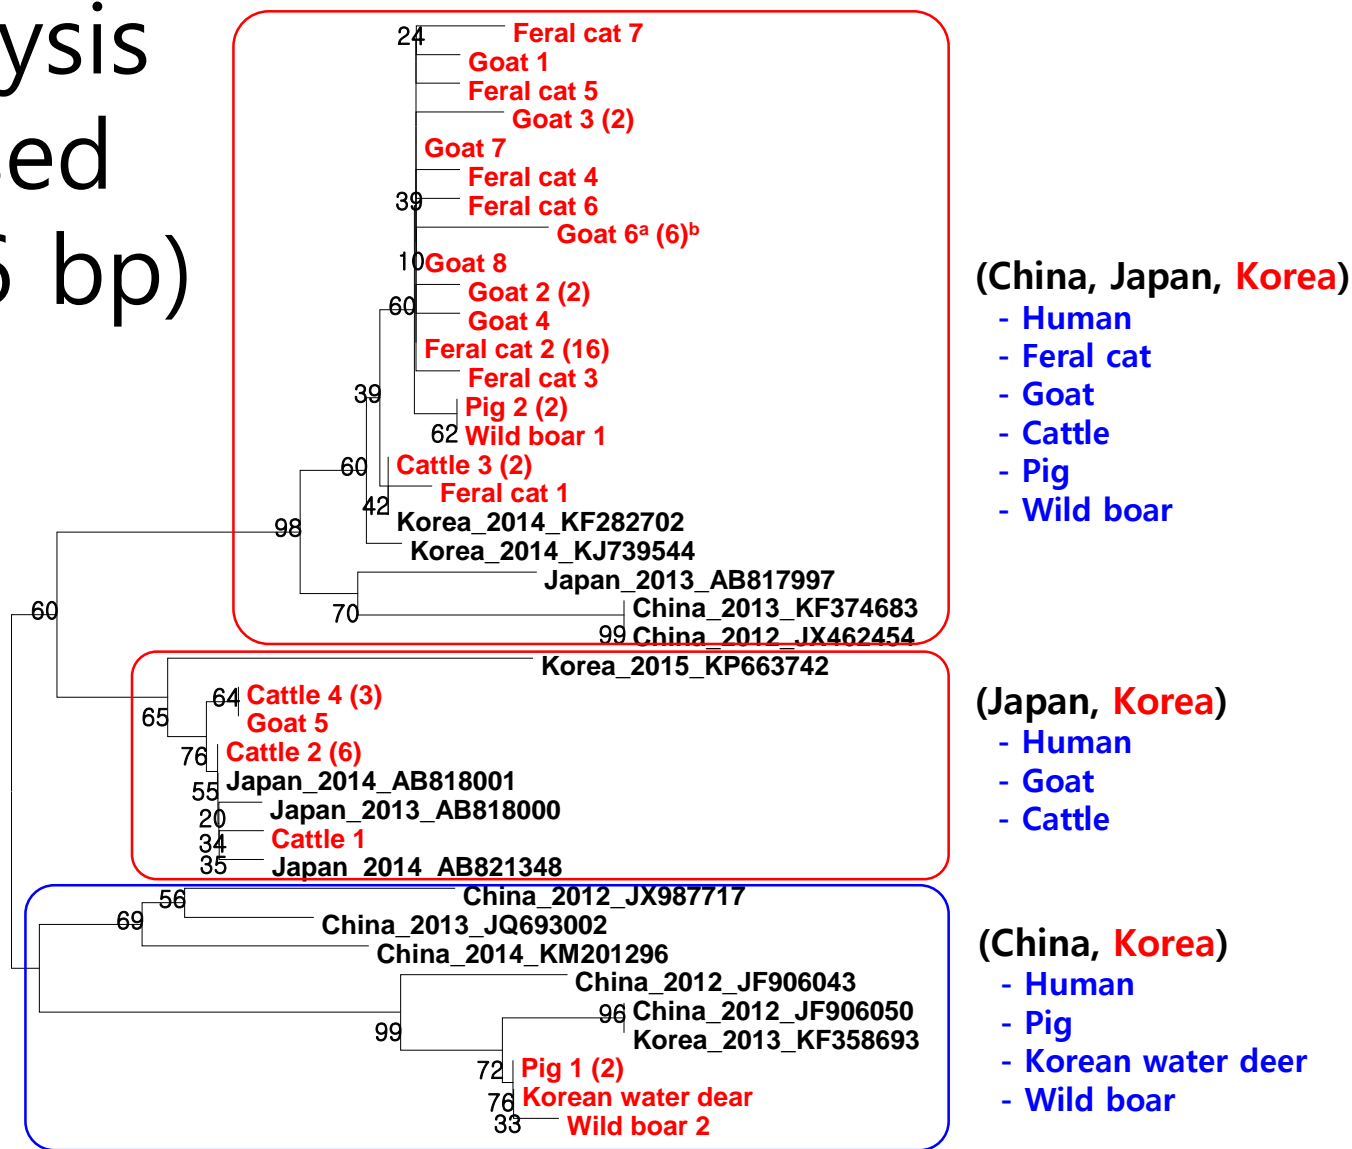 ysis
sed
6 bp)
24
Feral cat 7
Goat 1
Feral cat 5
Goat 3 (2)
Goat 7
Feral cat 4
39
Feral cat 6
Goat 6ᵃ (6)ᵇ
10
Goat 8
Goat 2 (2)
60
Goat 4
Feral cat 2 (16)
Feral cat 3
39
Pig 2 (2)
62
Wild boar 1
60
Cattle 3 (2)
Feral cat 1
42
Korea_2014_KF282702
98
Korea_2014_KJ739544
Japan_2013_AB817997
70
China_2013_KF374683
99
China_2012_JX462454
60
Korea_2015_KP663742
64
Cattle 4 (3)
65
Goat 5
76
Cattle 2 (6)
Japan_2014_AB818001
55
Japan_2013_AB818000
20
Cattle 1
34
35
Japan_2014_AB821348
56
China_2012_JX987717
69
China_2013_JQ693002
China_2014_KM201296
China_2012_JF906043
96
China_2012_JF906050
99
Korea_2013_KF358693
72
Pig 1 (2)
76
Korean water dear
33
Wild boar 2
(China, Japan, Korea)
- Human
- Feral cat
- Goat
- Cattle
- Pig
- Wild boar
(Japan, Korea)
- Human
- Goat
- Cattle
(China, Korea)
- Human
- Pig
- Korean water deer
- Wild boar